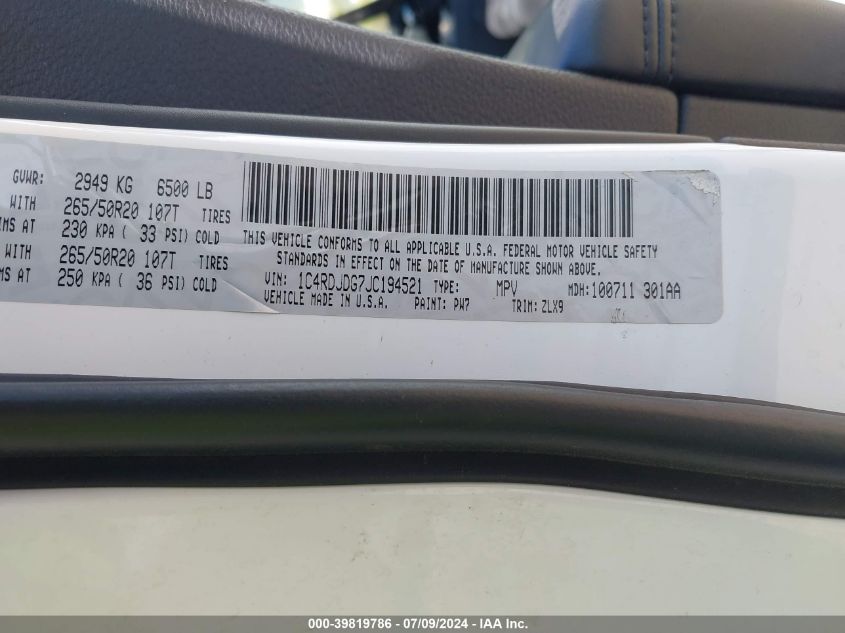 GVWR: 2949 KG 6500 LB
WITH 265/50R20 107T TIRES
IMS AT 230 KPA ( 33 PSI) COLD
WITH 265/50R20 107T TIRES
IMS AT 250 KPA ( 36 PSI) COLD
THIS VEHICLE CONFORMS TO ALL APPLICABLE U.S.A. FEDERAL MOTOR VEHICLE SAFETY
STANDARDS IN EFFECT ON THE DATE OF MANUFACTURE SHOWN ABOVE.
VIN: 1C4RDJDG7JC194521 TYPE: MPV MDH:100711 301AA
VEHICLE MADE IN U.S.A. PAINT: PW7 TRIM: ZLX9
000-39819786 - 07/09/2024 - IAA Inc.